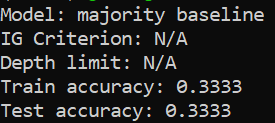 Model: majority baseline
IG Criterion: N/A
Depth limit: N/A
Train accuracy: 0.3333
Test accuracy: 0.3333